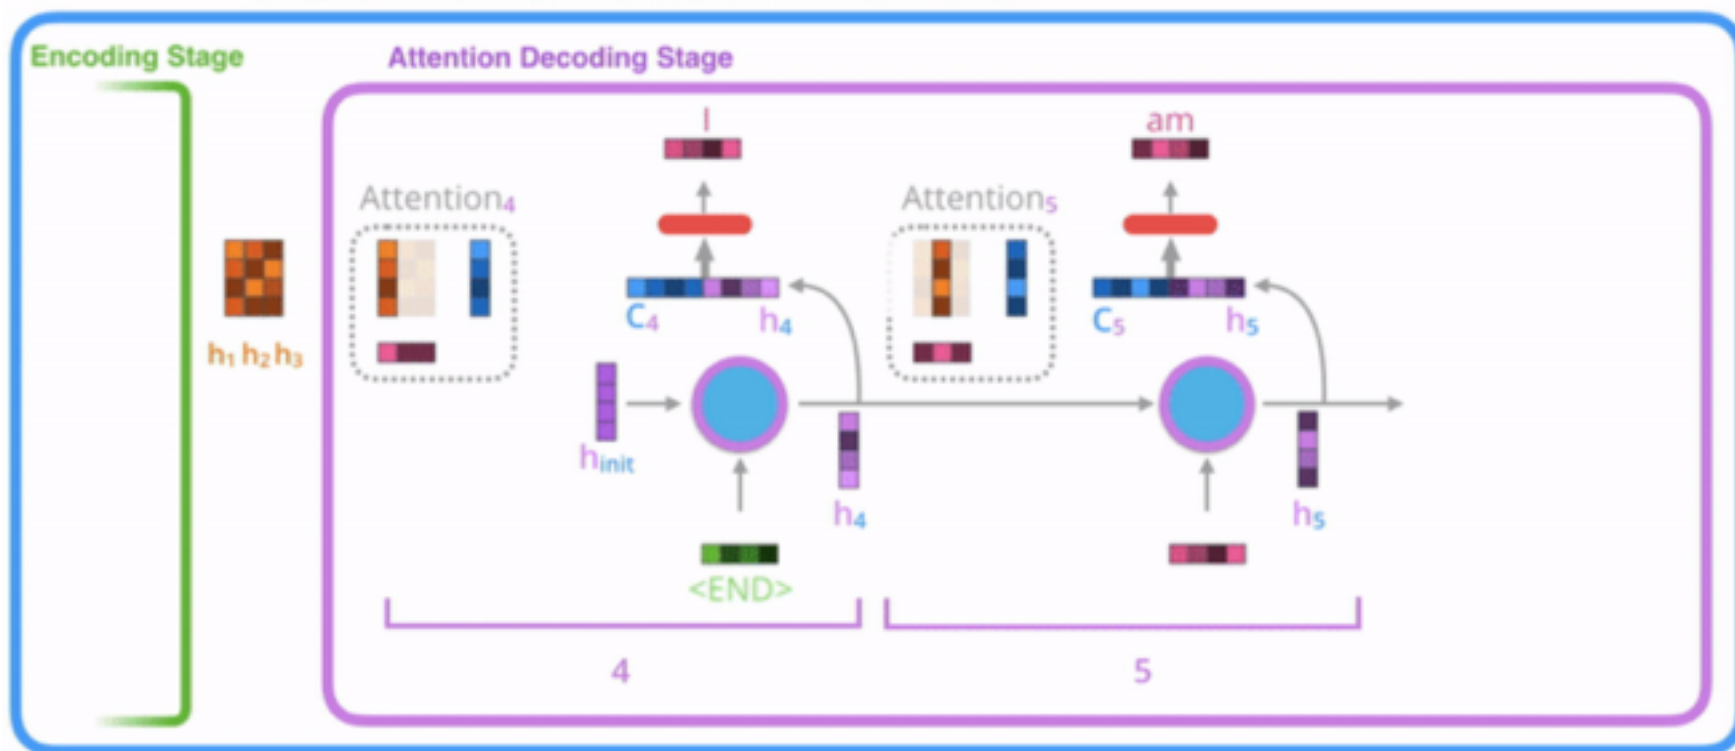 Encoding Stage
Attention Decoding Stage
I
am
Attention4
Attention5
h1 h2 h3
C4
h4
C5
h5
hinit
h4
h5
<END>
4
5